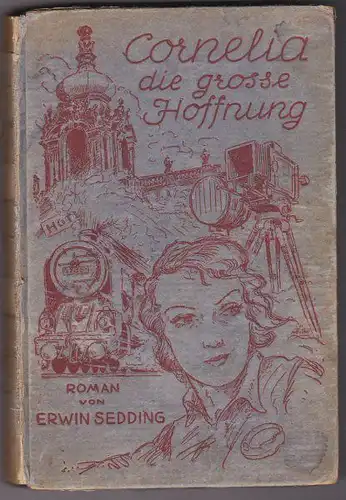 Cornelia
die grosse
Hoffnung
ROMAN
VON
ERWIN SEDDING